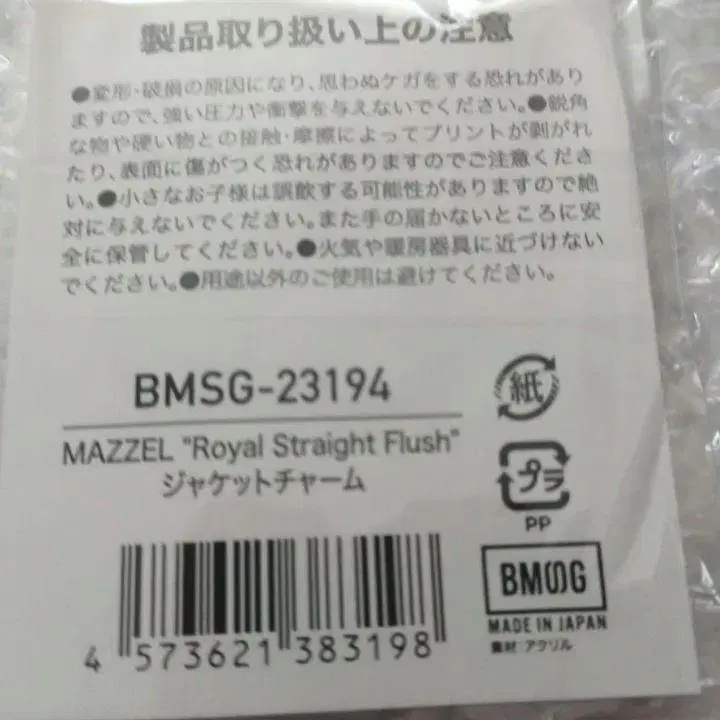 製品取り扱い上の注意
●変形・破損の原因になり、思わぬケガをする恐れがあり
ますので、強い圧力や衝撃を与えないでください。●鋭角
な物や硬い物との接触・摩擦によってプリントが剥がれ
たり、表面に傷がつく恐れがありますのでご注意くださ
い。●小さなお子様は誤飲する可能性がありますので絶
対に与えないでください。また手の届かないところに安
全に保管してください。●火気や暖房器具に近づけない
でください。●用途以外のご使用は避けてください。
BMSG-23194
MAZZEL "Royal Straight Flush"
ジャケットチャーム
紙
プラ
PP
BMSG
MADE IN JAPAN
素材:アクリル
4 573621 383198